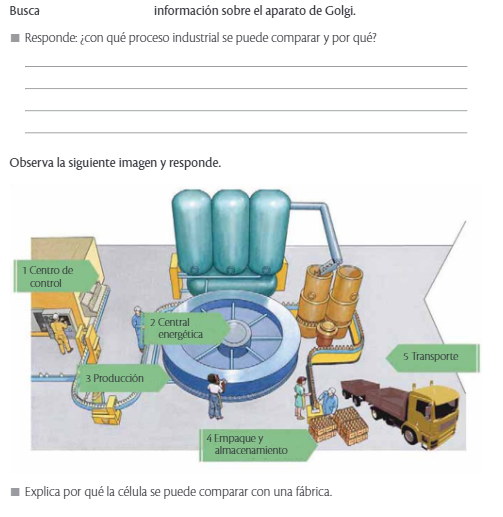 Busca información sobre el aparato de Golgi.
Responde: ¿con qué proceso industrial se puede comparar y por qué?
Observa la siguiente imagen y responde.
1 Centro de
control
2 Central
energética
3 Producción
5 Transporte
4 Empaque y
almacenamiento
Explica por qué la célula se puede comparar con una fábrica.